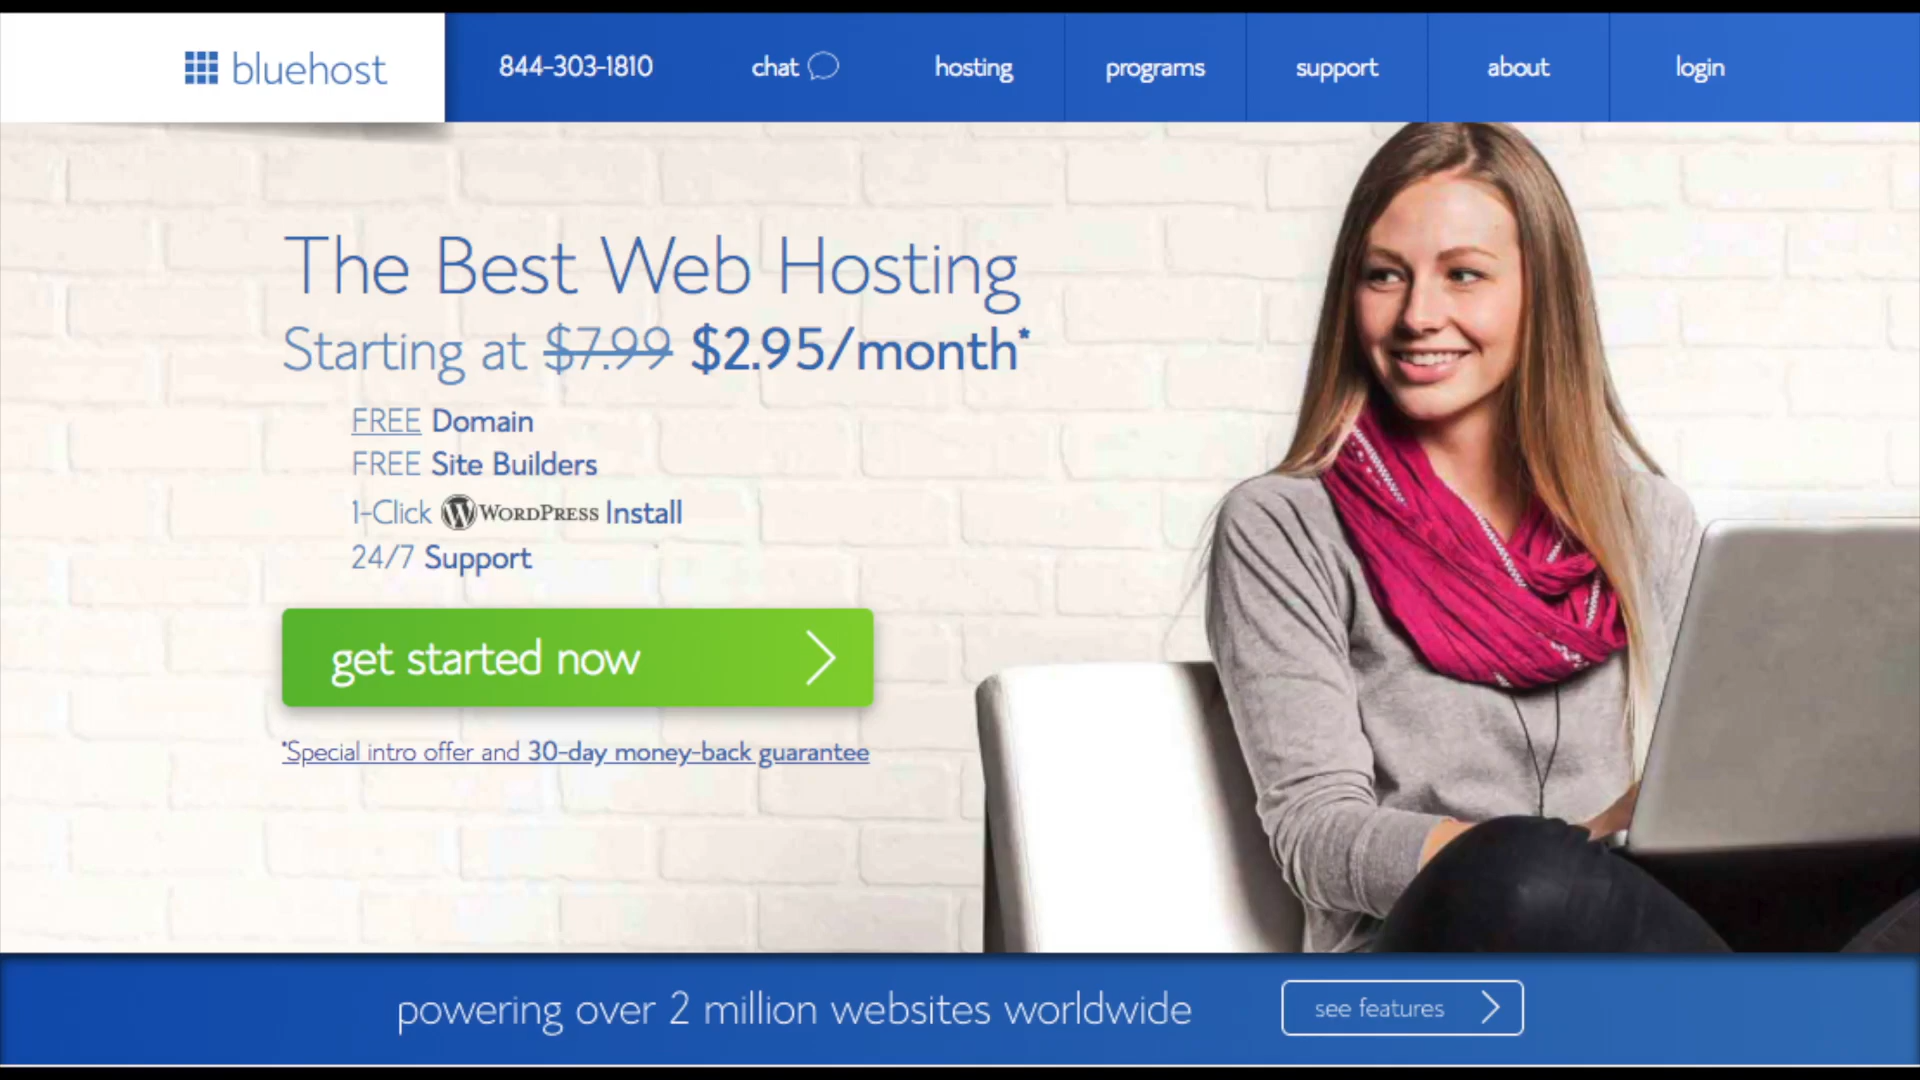 bluehost
844-303-1810
chat
hosting
programs
support
about
login
The Best Web Hosting
Starting at $7.99 $2.95/month*
FREE Domain
FREE Site Builders
1-Click WORDPRESS Install
24/7 Support
get started now
*Special intro offer and 30-day money-back guarantee
powering over 2 million websites worldwide
see features